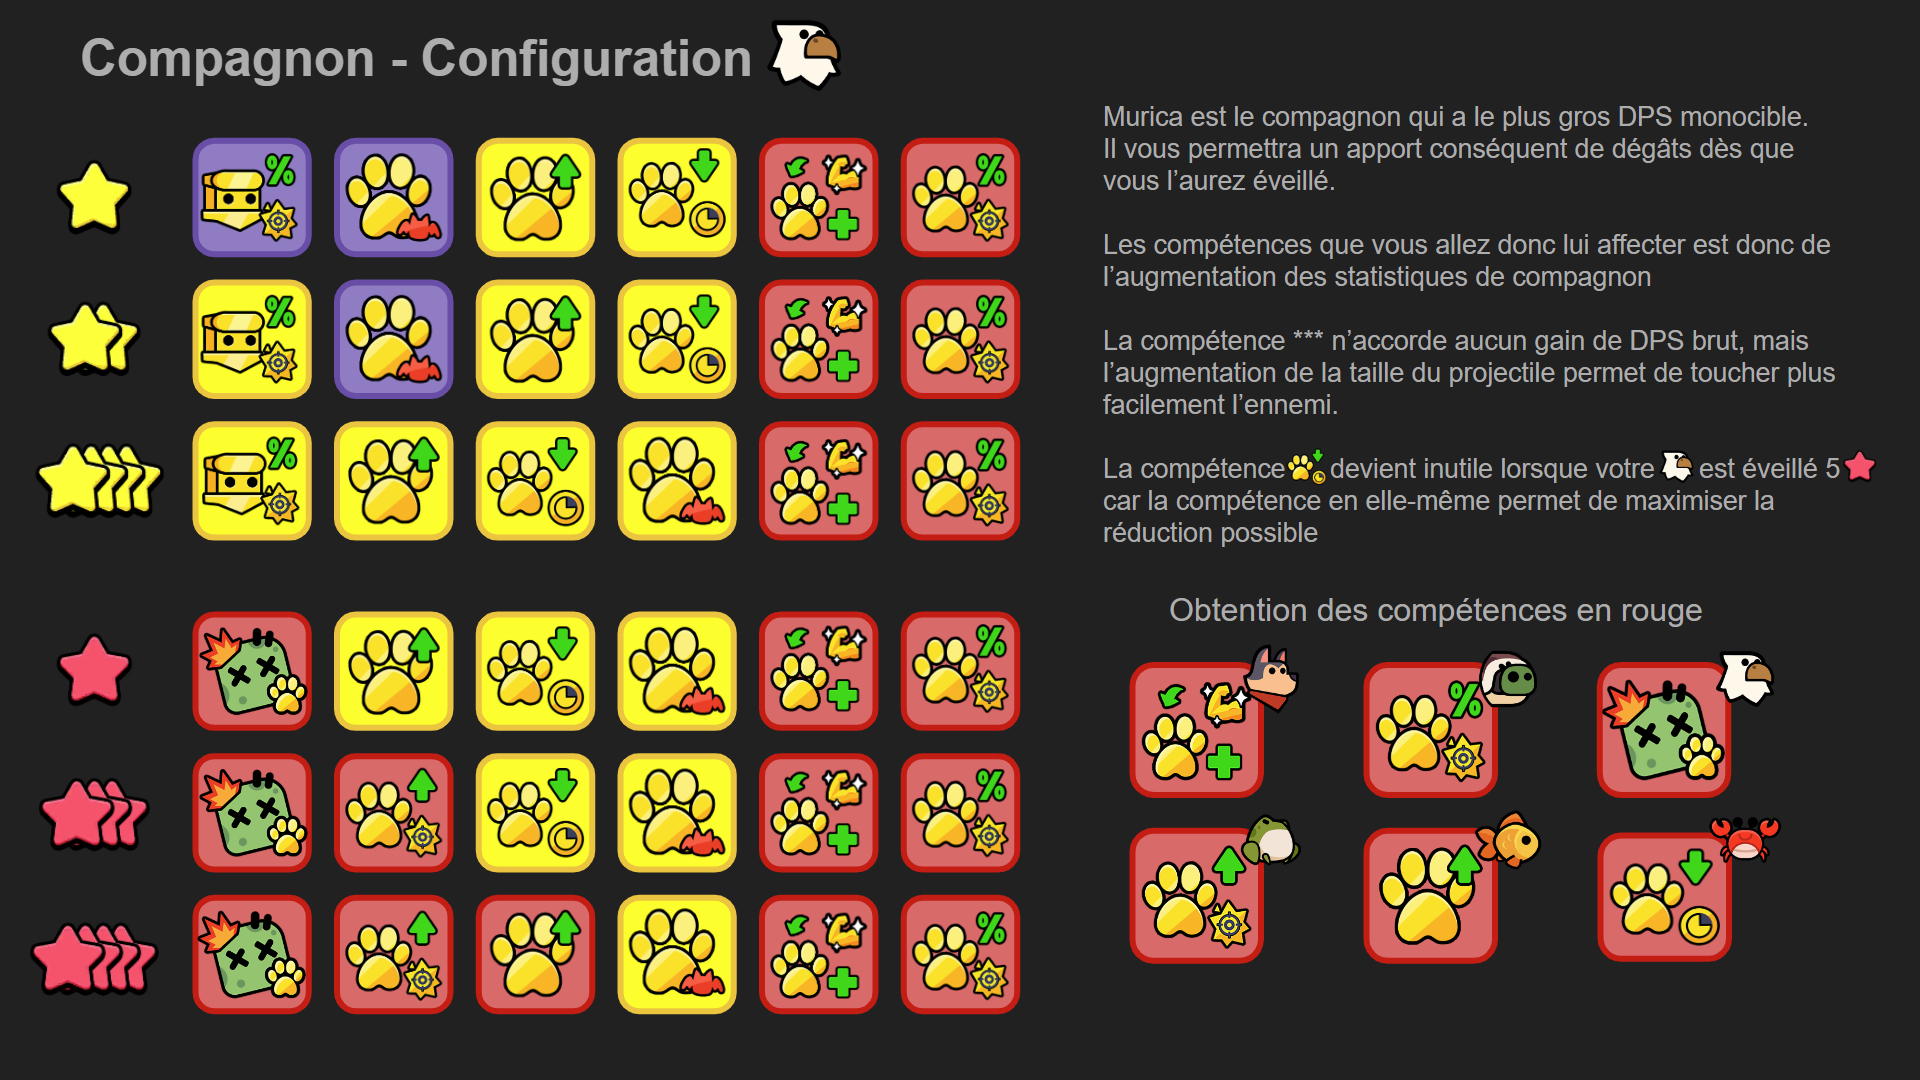 Compagnon - Configuration
Murica est le compagnon qui a le plus gros DPS monocible.
Il vous permettra un apport conséquent de dégâts dès que
vous l’aurez éveillé.
Les compétences que vous allez donc lui affecter est donc de
l’augmentation des statistiques de compagnon
La compétence *** n’accorde aucun gain de DPS brut, mais
l’augmentation de la taille du projectile permet de toucher plus
facilement l’ennemi.
La compétence devient inutile lorsque votre est éveillé 5
car la compétence en elle-même permet de maximiser la
réduction possible
Obtention des compétences en rouge